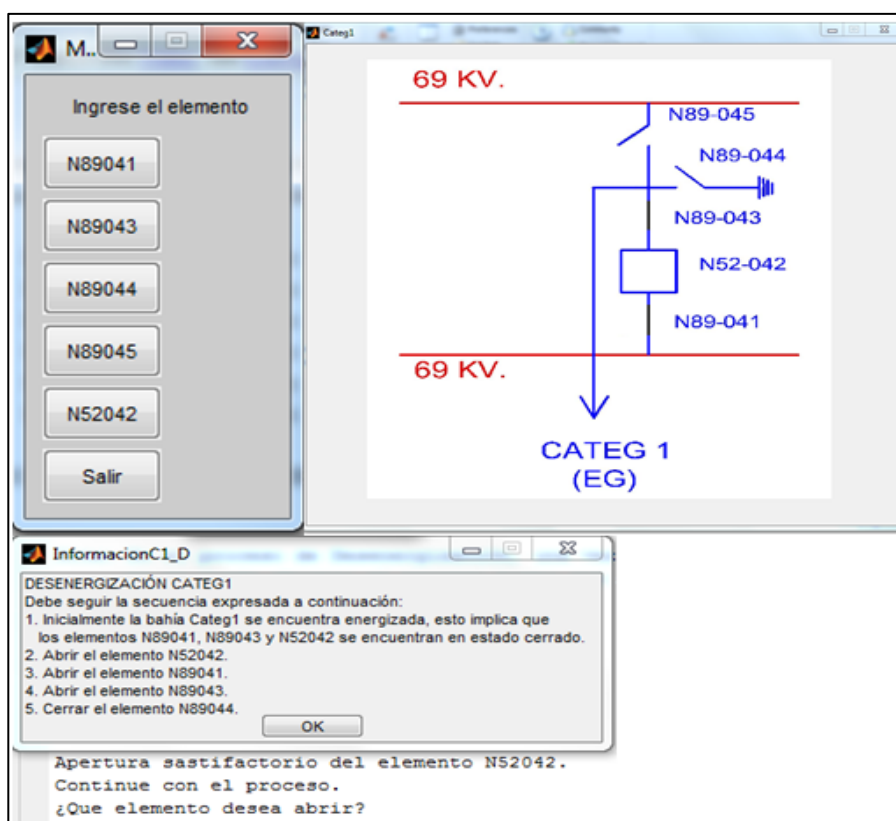 M..
Ingrese el elemento
N89041
N89043
N89044
N89045
N52042
Salir
Categ1
69 KV.
N89-045
N89-044
N89-043
N52-042
N89-041
69 KV.
CATEG 1
(EG)
InformacionC1_D
DESENERGIZACIÓN CATEG1
Debe seguir la secuencia expresada a continuación:
1. Inicialmente la bahía Categ1 se encuentra energizada, esto implica que
los elementos N89041, N89043 y N52042 se encuentran en estado cerrado.
2. Abrir el elemento N52042.
3. Abrir el elemento N89041.
4. Abrir el elemento N89043.
5. Cerrar el elemento N89044.
OK
Apertura sastifactorio del elemento N52042.
Continue con el proceso.
¿Que elemento desea abrir?